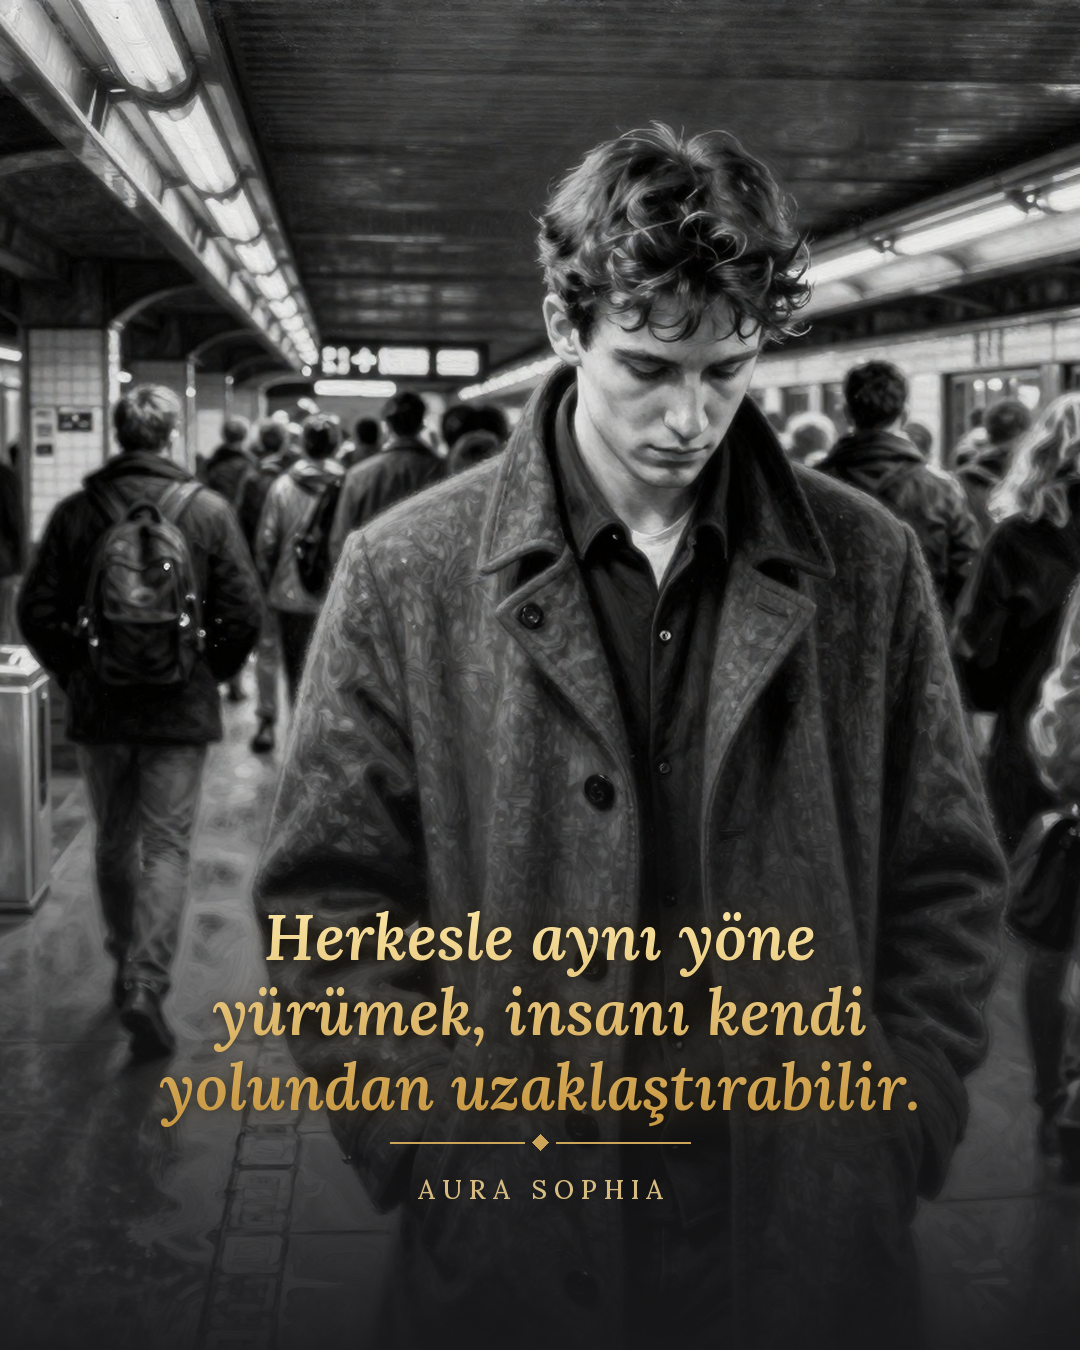 Herkesle aynı yöne
yürümek, insanı kendi
yolundan uzaklaştırabilir.
AURA SOPHIA